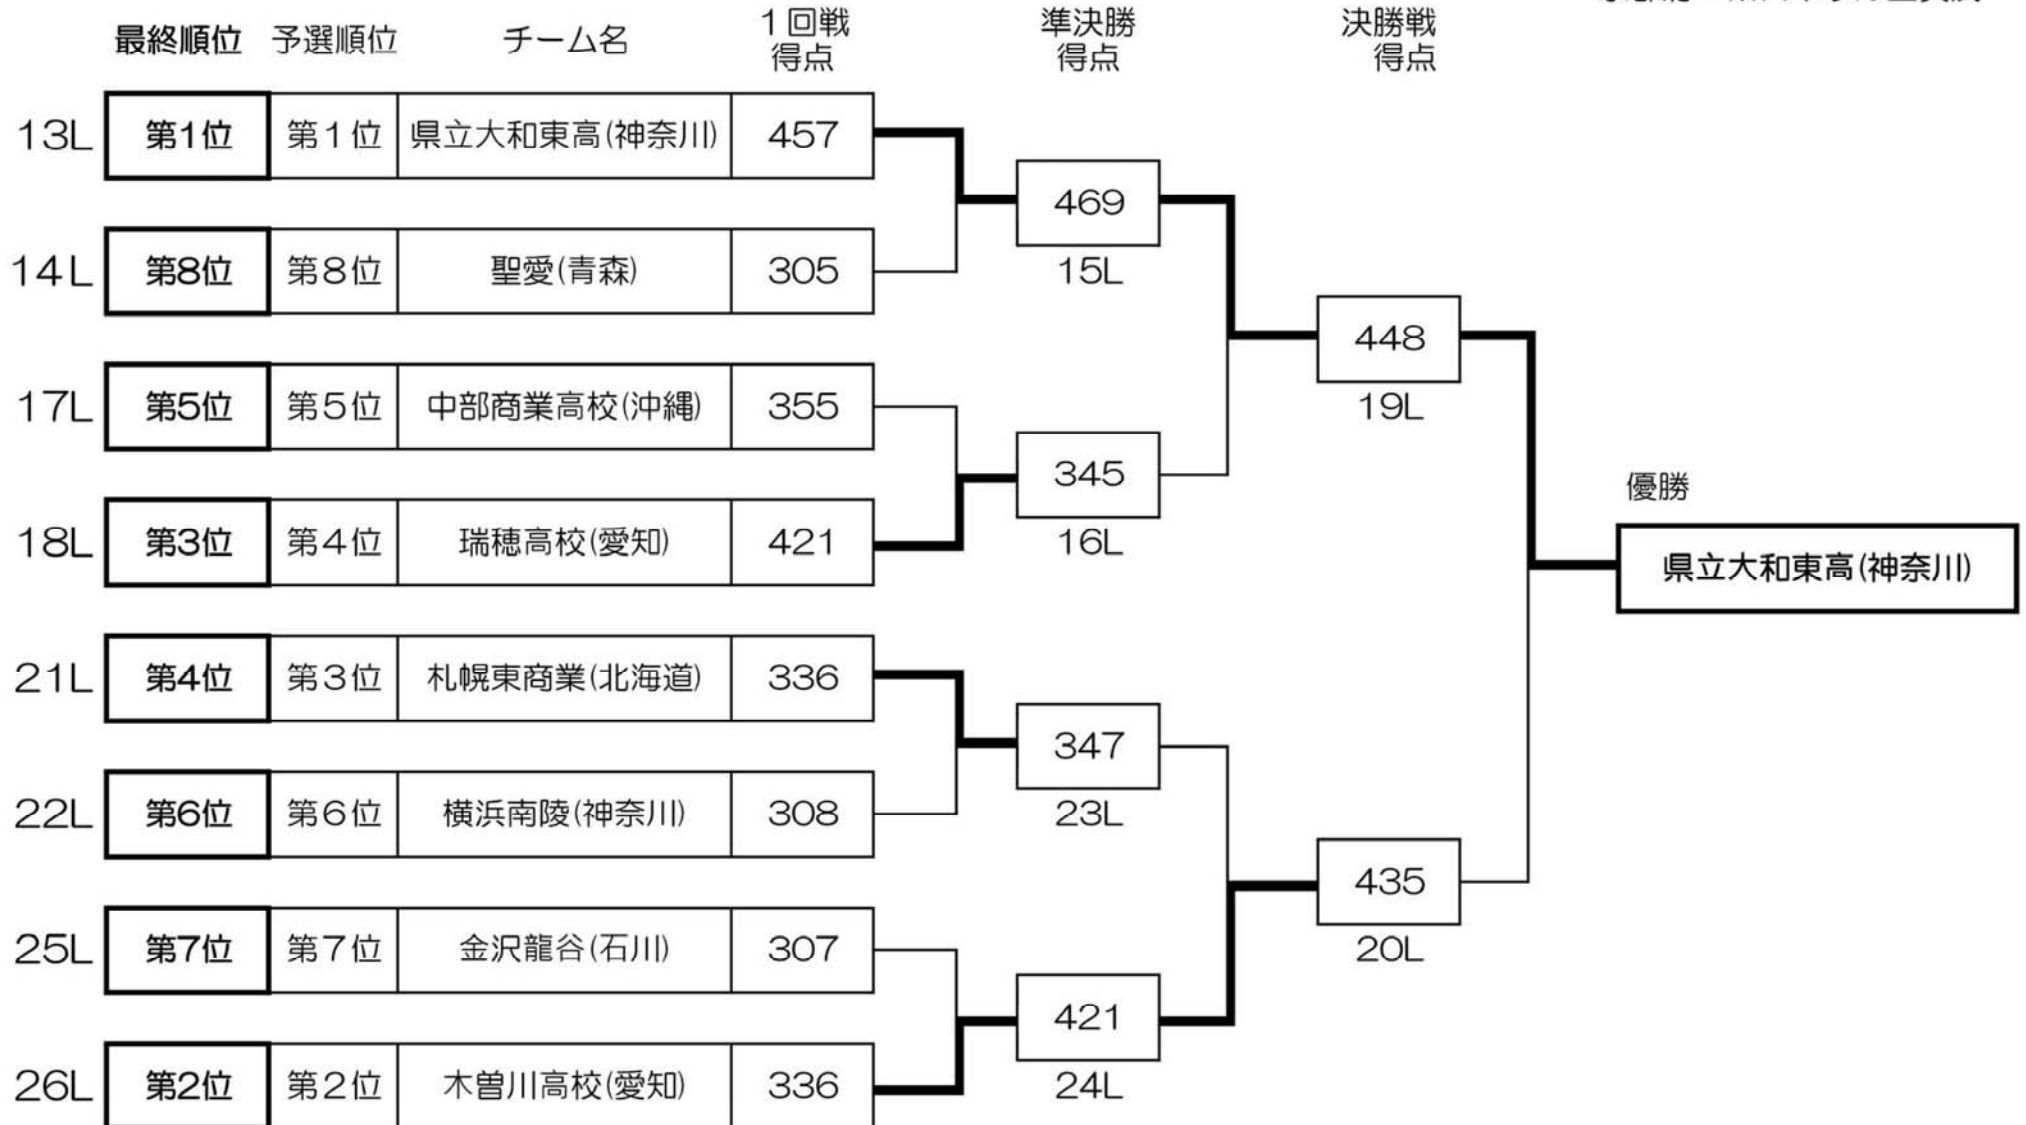 最終順位 予選順位 チーム名 1回戦得点 準決勝得点 決勝戦得点
13L 第1位 第1位 県立大和東高(神奈川) 457
469
15L
14L 第8位 第8位 聖愛(青森) 305
448
19L
17L 第5位 第5位 中部商業高校(沖縄) 355
345
16L
18L 第3位 第4位 瑞穂高校(愛知) 421
優勝
県立大和東高(神奈川)
21L 第4位 第3位 札幌東商業(北海道) 336
347
23L
22L 第6位 第6位 横浜南陵(神奈川) 308
435
20L
25L 第7位 第7位 金沢龍谷(石川) 307
421
24L
26L 第2位 第2位 木曽川高校(愛知) 336